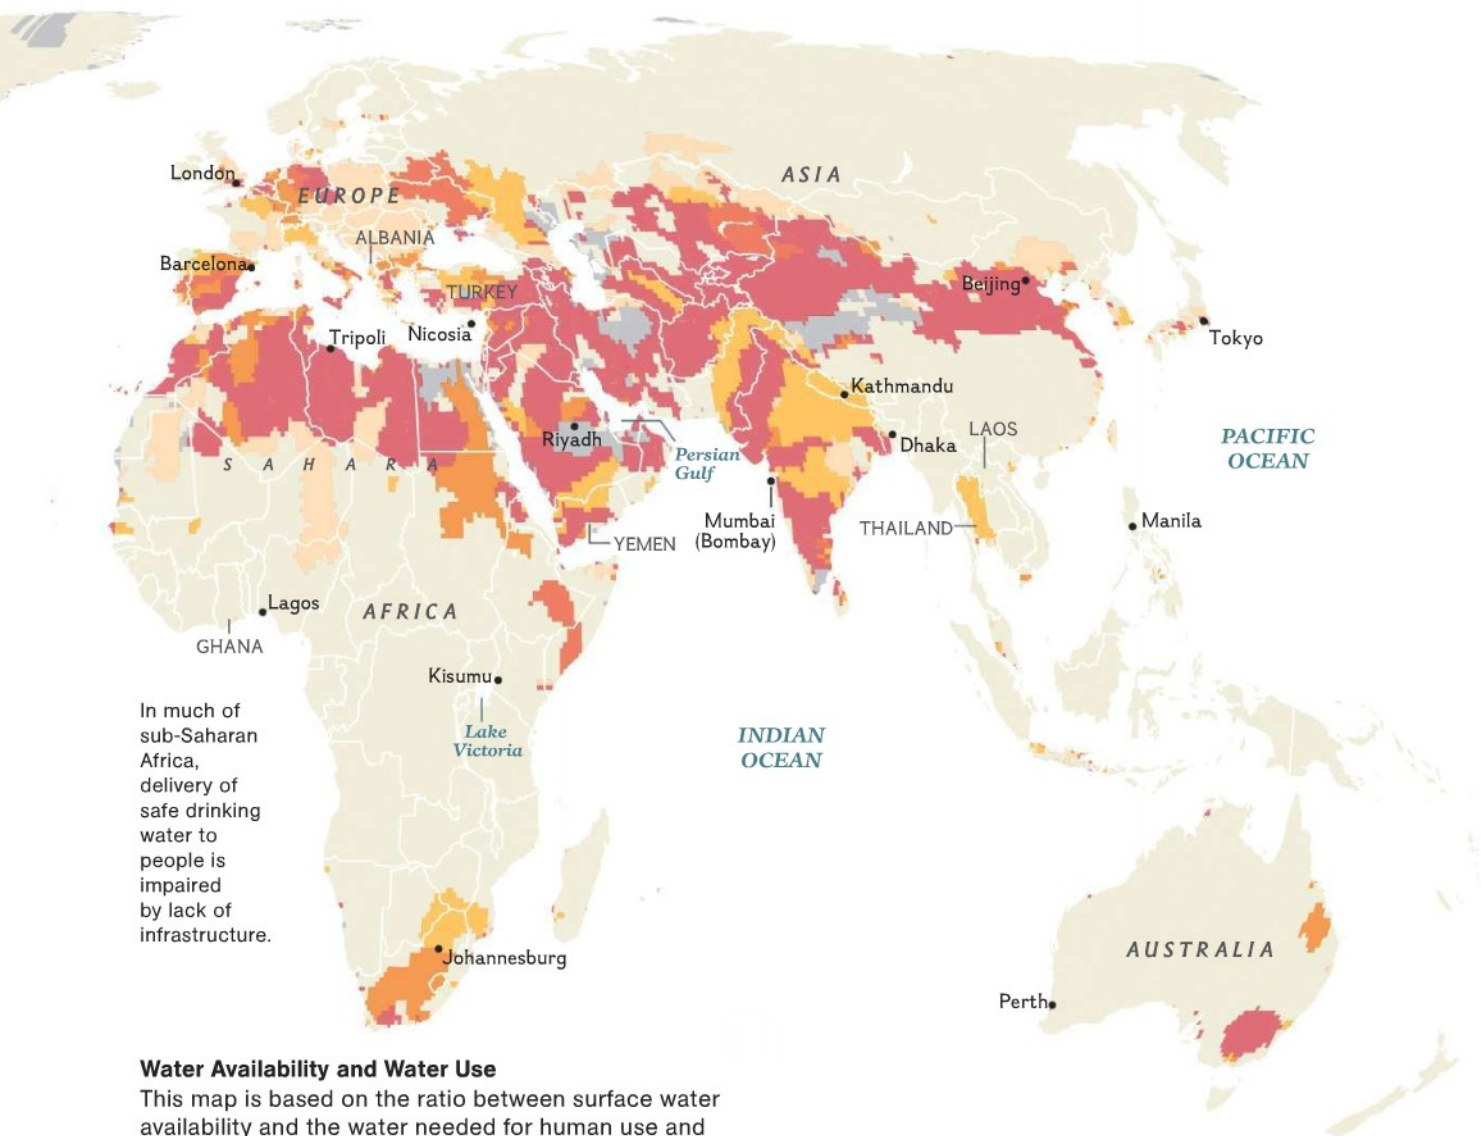 London
EUROPE
ASIA
ALBANIA
Barcelona
TURKEY
Beijing
Tripoli
Nicosia
Tokyo
Kathmandu
Riyadh
Dhaka
LAOS
PACIFIC
OCEAN
SAHARA
Persian
Gulf
Mumbai
(Bombay)
THAILAND
Manila
YEMEN
Lagos
AFRICA
GHANA
Kisumu
Lake
Victoria
INDIAN
OCEAN
In much of
sub-Saharan
Africa,
delivery of
safe drinking
water to
people is
impaired
by lack of
infrastructure.
Johannesburg
AUSTRALIA
Perth
Water Availability and Water Use
This map is based on the ratio between surface water
availability and the water needed for human use and